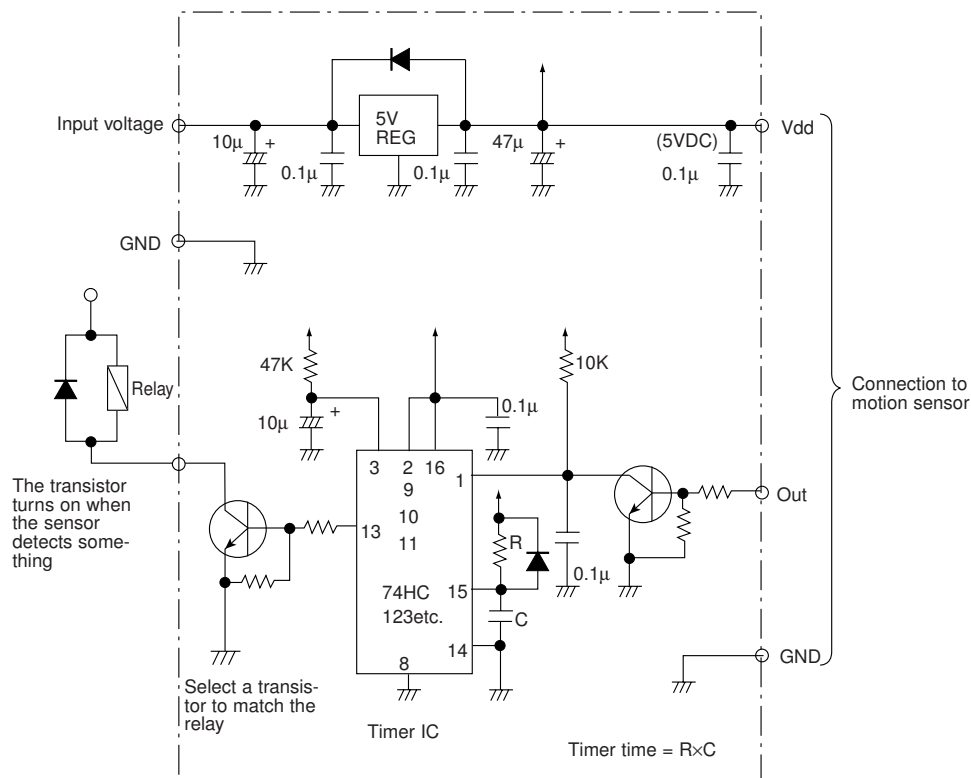 5V
REG
Input voltage
10μ
+
0.1μ
0.1μ
47μ
+
(5VDC)
0.1μ
Vdd
GND
Relay
47K
10μ
+
0.1μ
10K
Connection to
motion sensor
3
2
16
1
9
10
11
13
15
14
8
74HC
123etc.
R
C
0.1μ
Out
GND
The transistor
turns on when
the sensor
detects some-
thing
Select a transis-
tor to match the
relay
Timer IC
Timer time = R×C